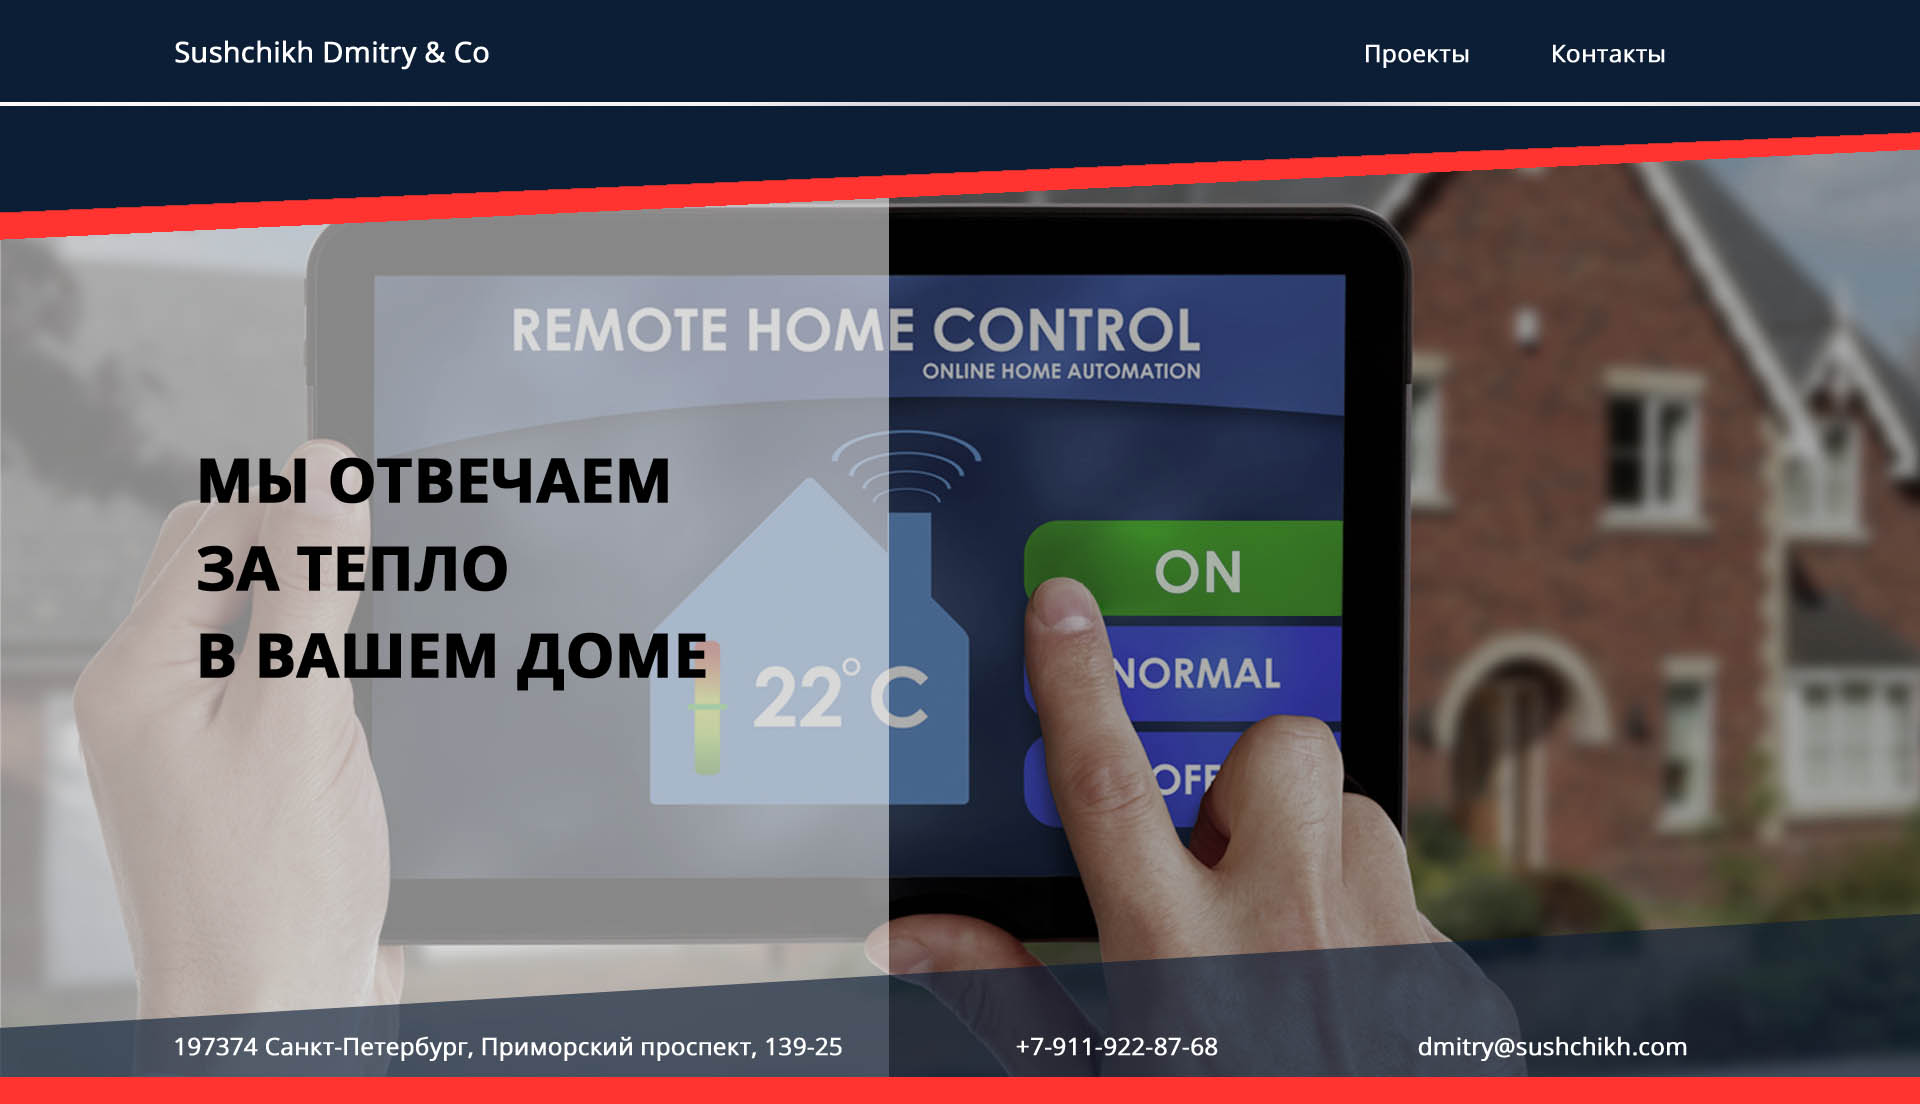 Sushchikh Dmitry & Co
Проекты
Контакты
REMOTE HOME CONTROL
ONLINE HOME AUTOMATION
МЫ ОТВЕЧАЕМ
ЗА ТЕПЛО
В ВАШЕМ ДОМЕ
22°C
ON
NORMAL
OFF
197374 Санкт-Петербург, Приморский проспект, 139-25
+7-911-922-87-68
dmitry@sushchikh.com